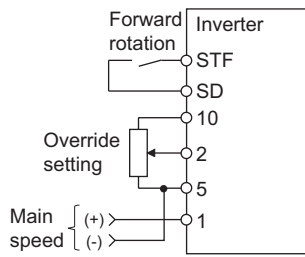 Forward
rotation
Inverter
STF
SD
10
Override
setting
2
5
Main
speed
(+)
(-)
1